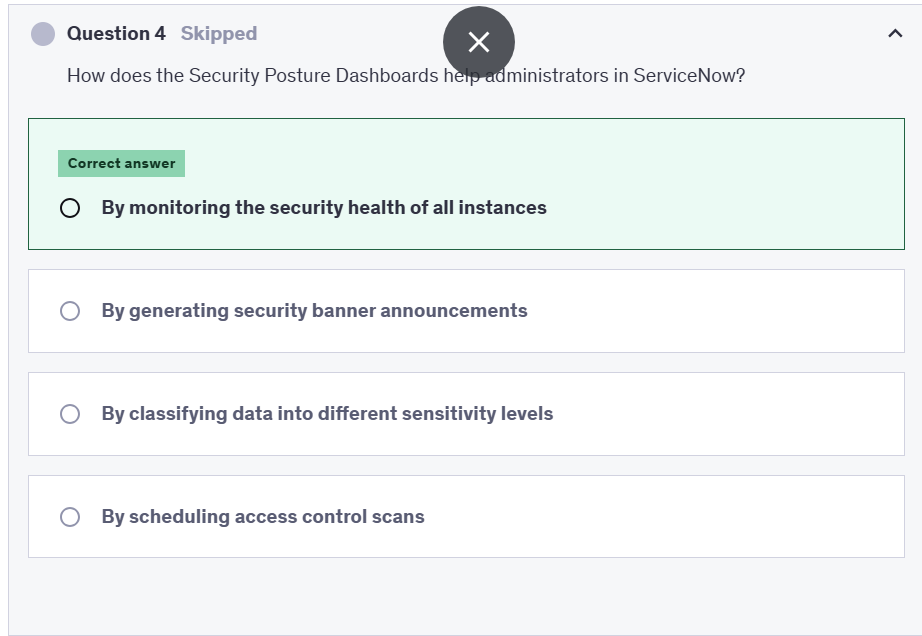 Question 4 Skipped
How does the Security Posture Dashboards help administrators in ServiceNow?
Correct answer
By monitoring the security health of all instances
By generating security banner announcements
By classifying data into different sensitivity levels
By scheduling access control scans